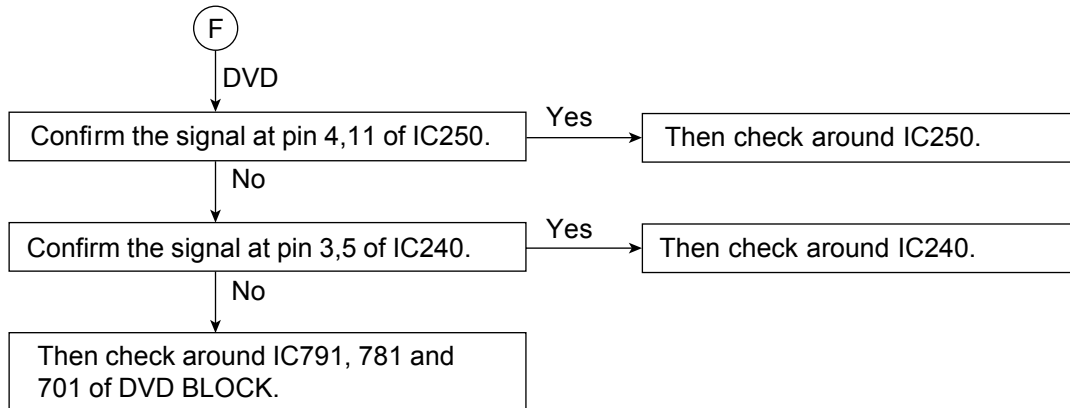 F
DVD
Confirm the signal at pin 4,11 of IC250.
Yes
Then check around IC250.
No
Confirm the signal at pin 3,5 of IC240.
Yes
Then check around IC240.
No
Then check around IC791, 781 and
701 of DVD BLOCK.